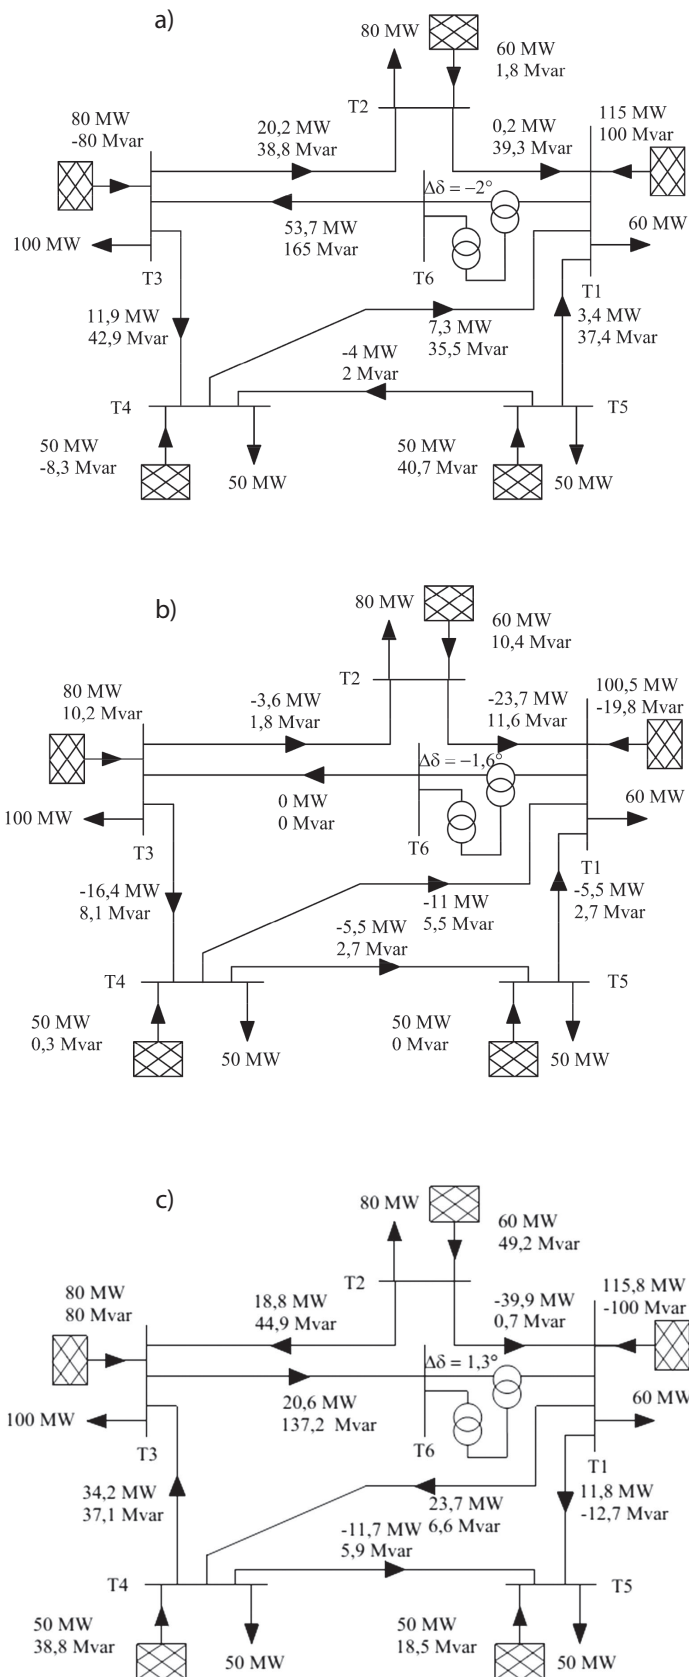 a)
80 MW
60 MW
1,8 Mvar
T2
80 MW
-80 Mvar
20,2 MW
38,8 Mvar
0,2 MW
39,3 Mvar
115 MW
100 Mvar
Δδ = −2°
53,7 MW
165 Mvar
100 MW
60 MW
T3
T6
T1
11,9 MW
42,9 Mvar
7,3 MW
35,5 Mvar
3,4 MW
37,4 Mvar
-4 MW
2 Mvar
T4
T5
50 MW
-8,3 Mvar
50 MW
50 MW
40,7 Mvar
50 MW
b)
80 MW
60 MW
10,4 Mvar
T2
80 MW
10,2 Mvar
-3,6 MW
1,8 Mvar
-23,7 MW
11,6 Mvar
100,5 MW
-19,8 Mvar
Δδ = −1,6°
0 MW
0 Mvar
100 MW
60 MW
T3
T6
T1
-16,4 MW
8,1 Mvar
-11 MW
5,5 Mvar
-5,5 MW
2,7 Mvar
-5,5 MW
2,7 Mvar
T4
T5
50 MW
0,3 Mvar
50 MW
50 MW
0 Mvar
50 MW
c)
80 MW
60 MW
49,2 Mvar
T2
80 MW
80 Mvar
18,8 MW
44,9 Mvar
-39,9 MW
0,7 Mvar
115,8 MW
-100 Mvar
Δδ = 1,3°
20,6 MW
137,2 Mvar
100 MW
60 MW
T3
T6
T1
34,2 MW
37,1 Mvar
23,7 MW
6,6 Mvar
11,8 MW
-12,7 Mvar
-11,7 MW
5,9 Mvar
T4
T5
50 MW
38,8 Mvar
50 MW
50 MW
18,5 Mvar
50 MW